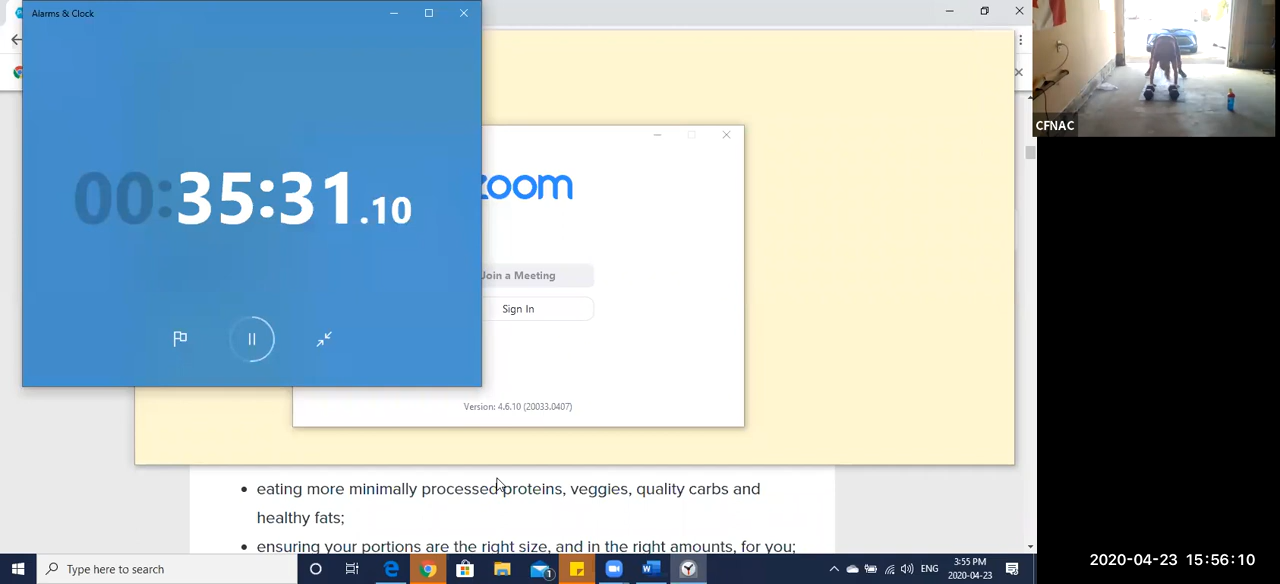 Alarms & Clock
00:35:31.10
zoom
Join a Meeting
Sign In
Version: 4.6.10 (20033.0407)
eating more minimally processed proteins, veggies, quality carbs and
healthy fats;
ensuring your portions are the right size, and in the right amounts, for you;
Type here to search
1
ENG
3:55 PM
2020-04-23
CFNAC
2020-04-23 15:56:10